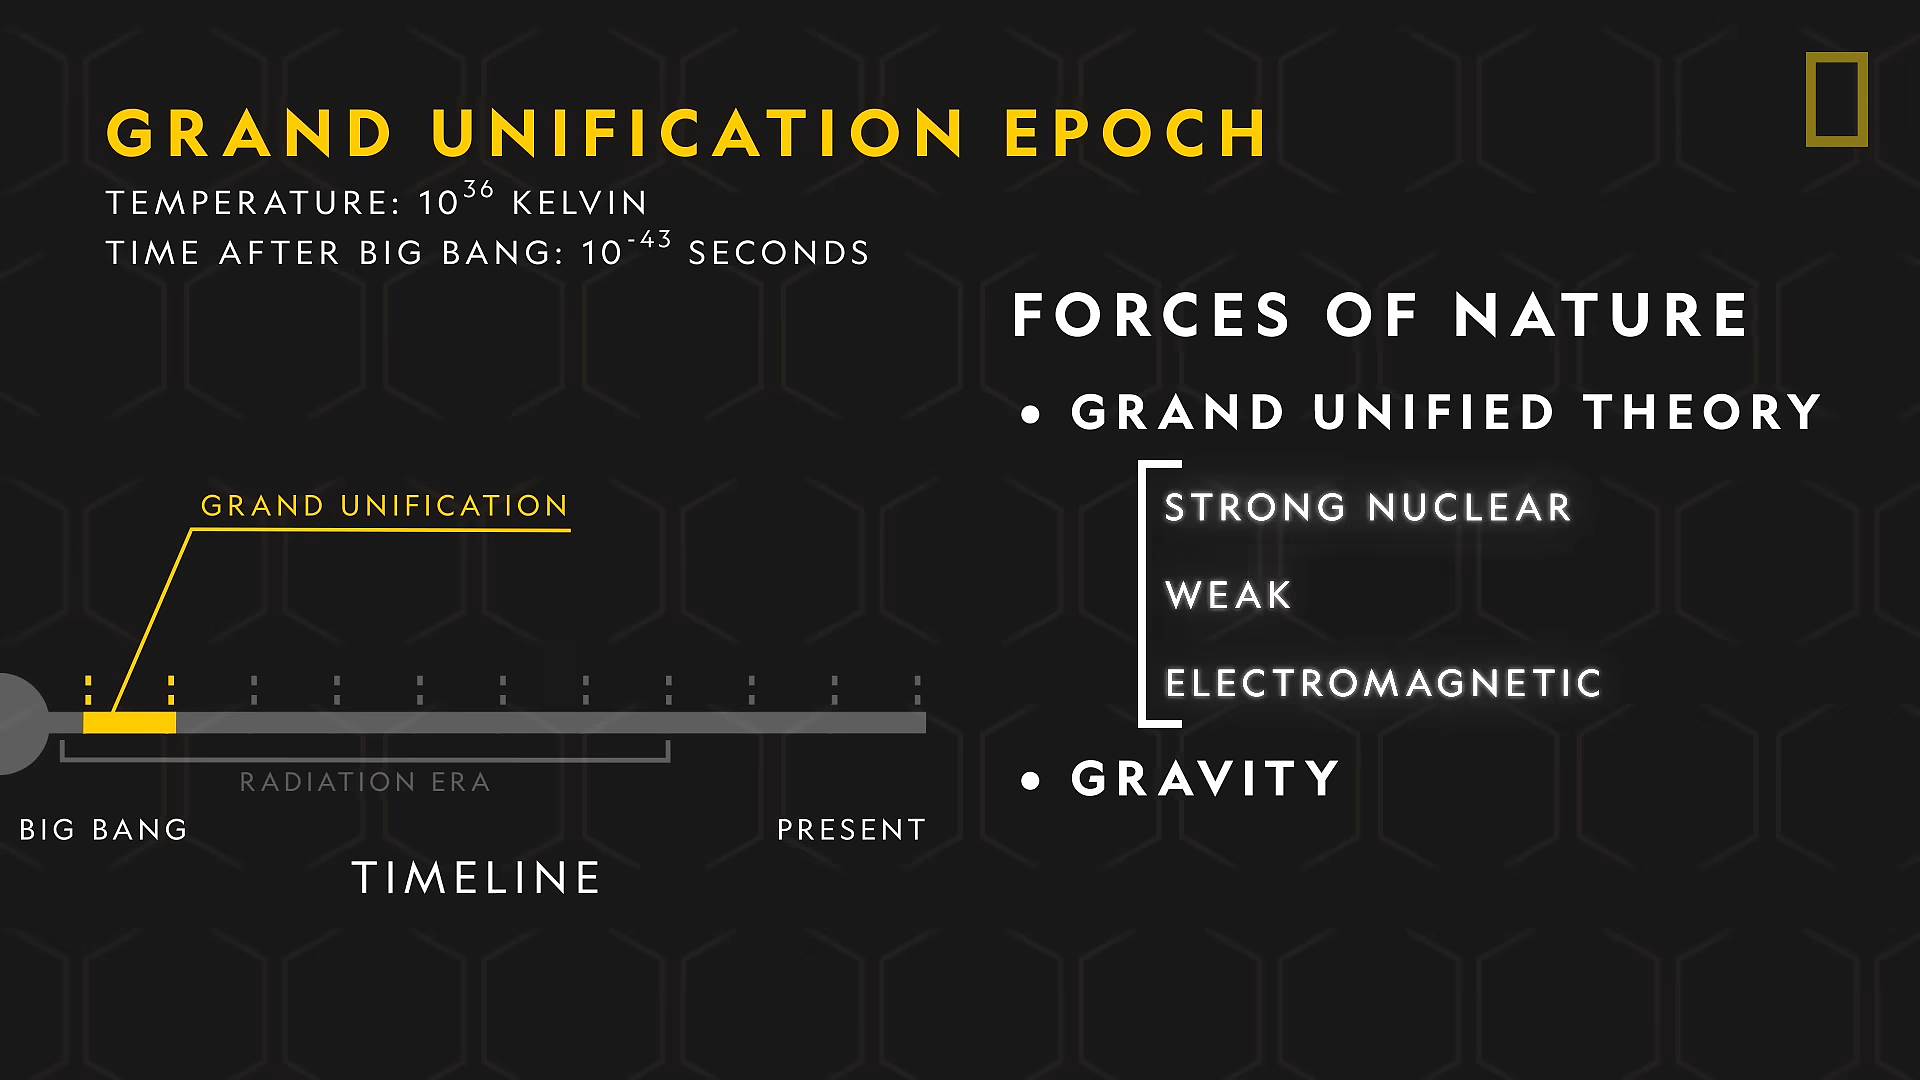 GRAND UNIFICATION EPOCH
TEMPERATURE: 10³⁶ KELVIN
TIME AFTER BIG BANG: 10⁻⁴³ SECONDS
GRAND UNIFICATION
RADIATION ERA
BIG BANG
PRESENT
TIMELINE
FORCES OF NATURE
• GRAND UNIFIED THEORY
STRONG NUCLEAR
WEAK
ELECTROMAGNETIC
• GRAVITY